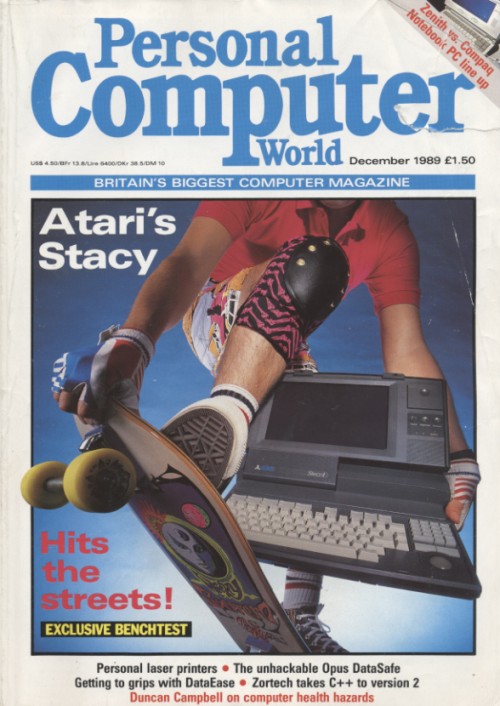 Zenith vs. Compaq
Notebook PC line up
Personal
Computer
World
US$ 4.50/BFr 13.8/Lire 6400/DKr 38.5/DM 10
December 1989 £1.50
BRITAIN'S BIGGEST COMPUTER MAGAZINE
Atari's
Stacy
Hits
the
streets!
EXCLUSIVE BENCHTEST
Personal laser printers • The unhackable Opus DataSafe
Getting to grips with DataEase • Zortech takes C++ to version 2
Duncan Campbell on computer health hazards